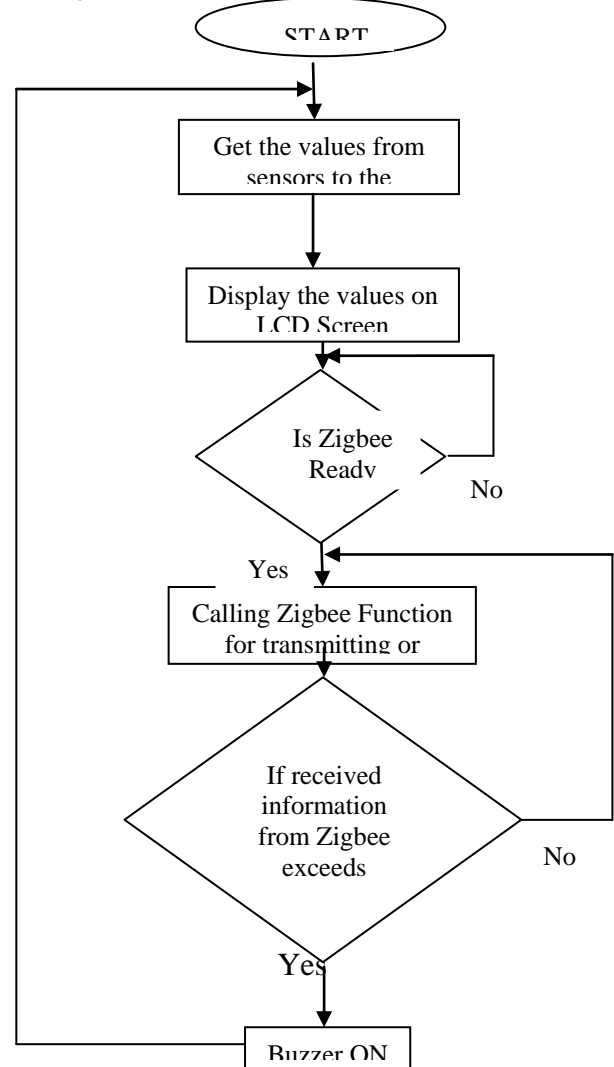 START
Get the values from
sensors to the
Display the values on
LCD Screen
Is Zigbee
Ready
No
Yes
Calling Zigbee Function
for transmitting or
If received
information
from Zigbee
exceeds
No
Yes
Buzzer ON